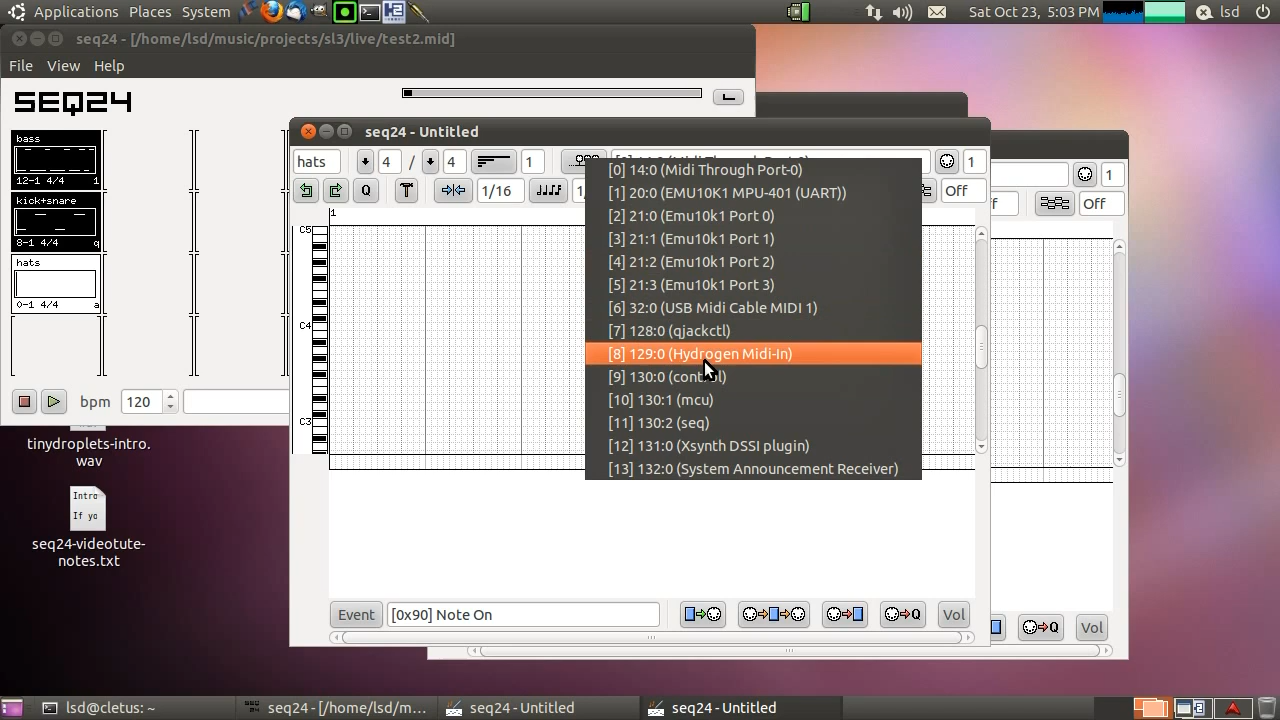 Applications Places System
Sat Oct 23, 5:03 PM
lsd
seq24 - [/home/lsd/music/projects/sl3/live/test2.mid]
File View Help
SEQ24
bass
12-1 4/4 1
kick+snare
8-1 4/4 q
hats
0-1 4/4 a
bpm 120
seq24 - Untitled
hats 4 / 4 1
1
Q T 1/16
Off
1
C5
C4
C3
[0] 14:0 (Midi Through Port-0)
[1] 20:0 (EMU10K1 MPU-401 (UART))
[2] 21:0 (Emu10k1 Port 0)
[3] 21:1 (Emu10k1 Port 1)
[4] 21:2 (Emu10k1 Port 2)
[5] 21:3 (Emu10k1 Port 3)
[6] 32:0 (USB Midi Cable MIDI 1)
[7] 128:0 (qjackctl)
[8] 129:0 (Hydrogen Midi-In)
[9] 130:0 (control)
[10] 130:1 (mcu)
[11] 130:2 (seq)
[12] 131:0 (Xsynth DSSI plugin)
[13] 132:0 (System Announcement Receiver)
Event [0x90] Note On
Q Vol
1
Off
Q Vol
tinydroplets-intro.
wav
Intro
If yo
seq24-videotute-
notes.txt
lsd@cletus: ~
seq24 - [/home/lsd/m...
seq24 - Untitled
seq24 - Untitled